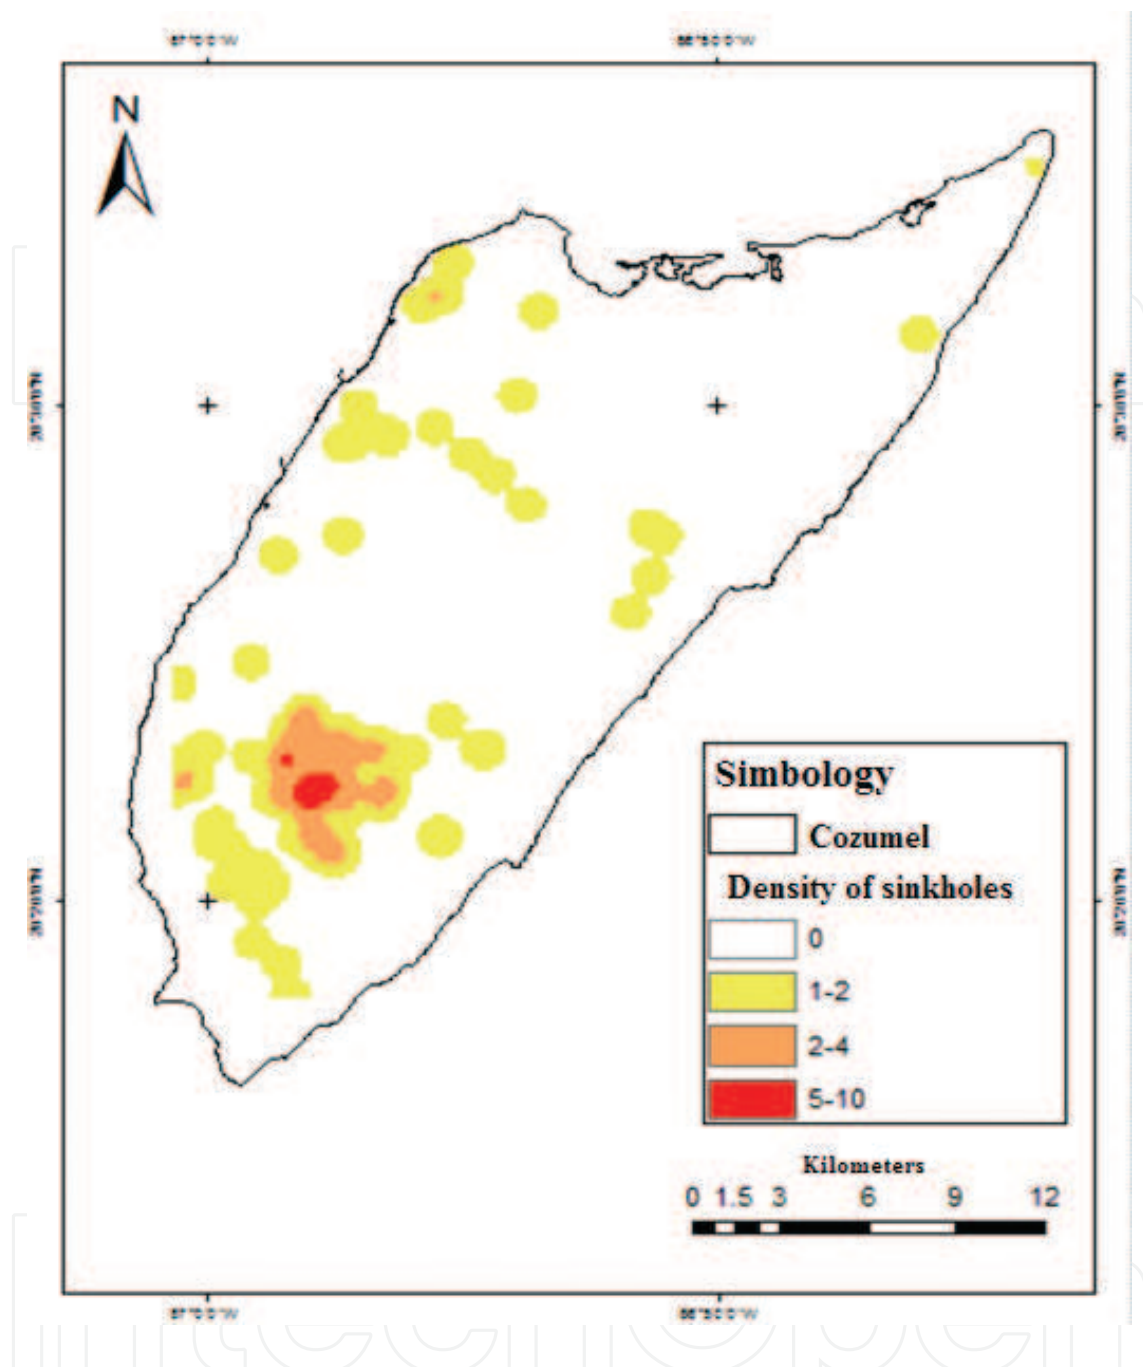 N
Simbology
Cozumel
Density of sinkholes
0
1-2
2-4
5-10
Kilometers
0 1.5 3 6 9 12
intechopen